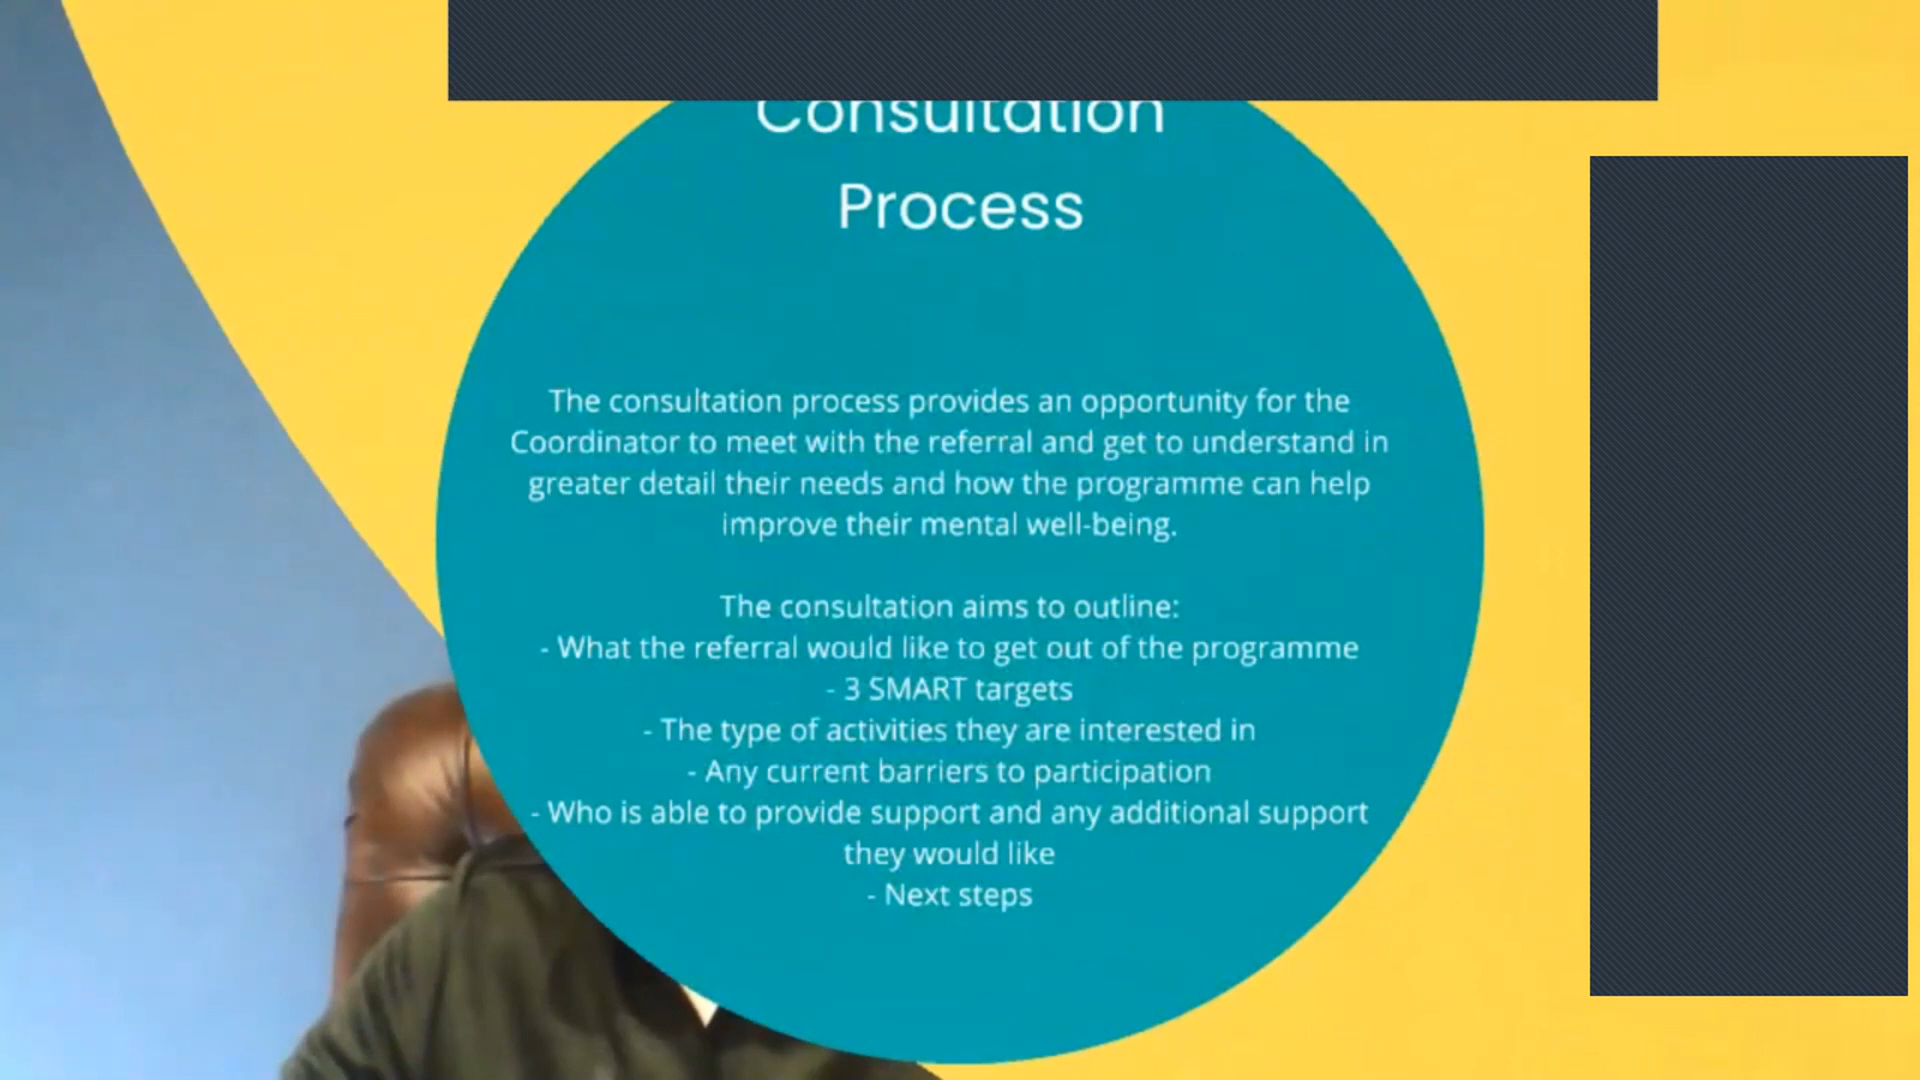 Consultation
Process
The consultation process provides an opportunity for the
Coordinator to meet with the referral and get to understand in
greater detail their needs and how the programme can help
improve their mental well-being.
The consultation aims to outline:
- What the referral would like to get out of the programme
- 3 SMART targets
- The type of activities they are interested in
- Any current barriers to participation
- Who is able to provide support and any additional support
they would like
- Next steps